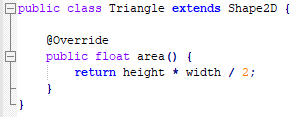 public class Triangle extends Shape2D {
@Override
public float area() {
return height * width / 2;
}
}